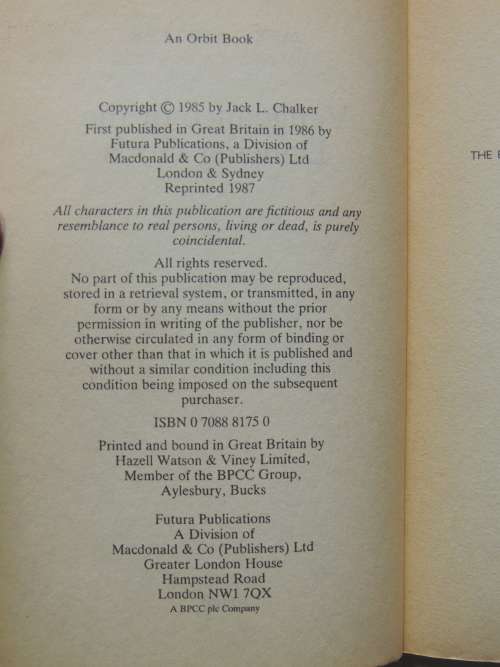 An Orbit Book
Copyright © 1985 by Jack L. Chalker
First published in Great Britain in 1986 by
Futura Publications, a Division of
Macdonald & Co (Publishers) Ltd
London & Sydney
Reprinted 1987
All characters in this publication are fictitious and any
resemblance to real persons, living or dead, is purely
coincidental.
All rights reserved.
No part of this publication may be reproduced,
stored in a retrieval system, or transmitted, in any
form or by any means without the prior
permission in writing of the publisher, nor be
otherwise circulated in any form of binding or
cover other than that in which it is published and
without a similar condition including this
condition being imposed on the subsequent
purchaser.
ISBN 0 7088 8175 0
Printed and bound in Great Britain by
Hazell Watson & Viney Limited,
Member of the BPCC Group,
Aylesbury, Bucks
Futura Publications
A Division of
Macdonald & Co (Publishers) Ltd
Greater London House
Hampstead Road
London NW1 7QX
A BPCC plc Company
THE